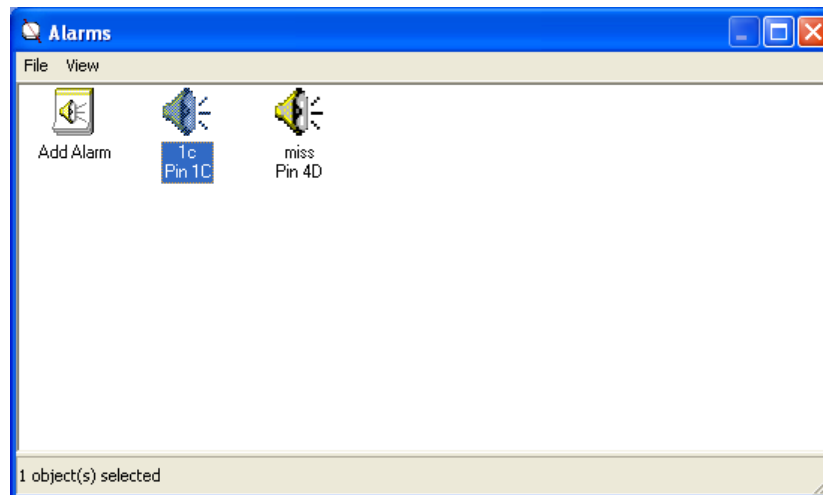 Alarms
File View
Add Alarm
1c
Pin 1C
miss
Pin 4D
1 object(s) selected